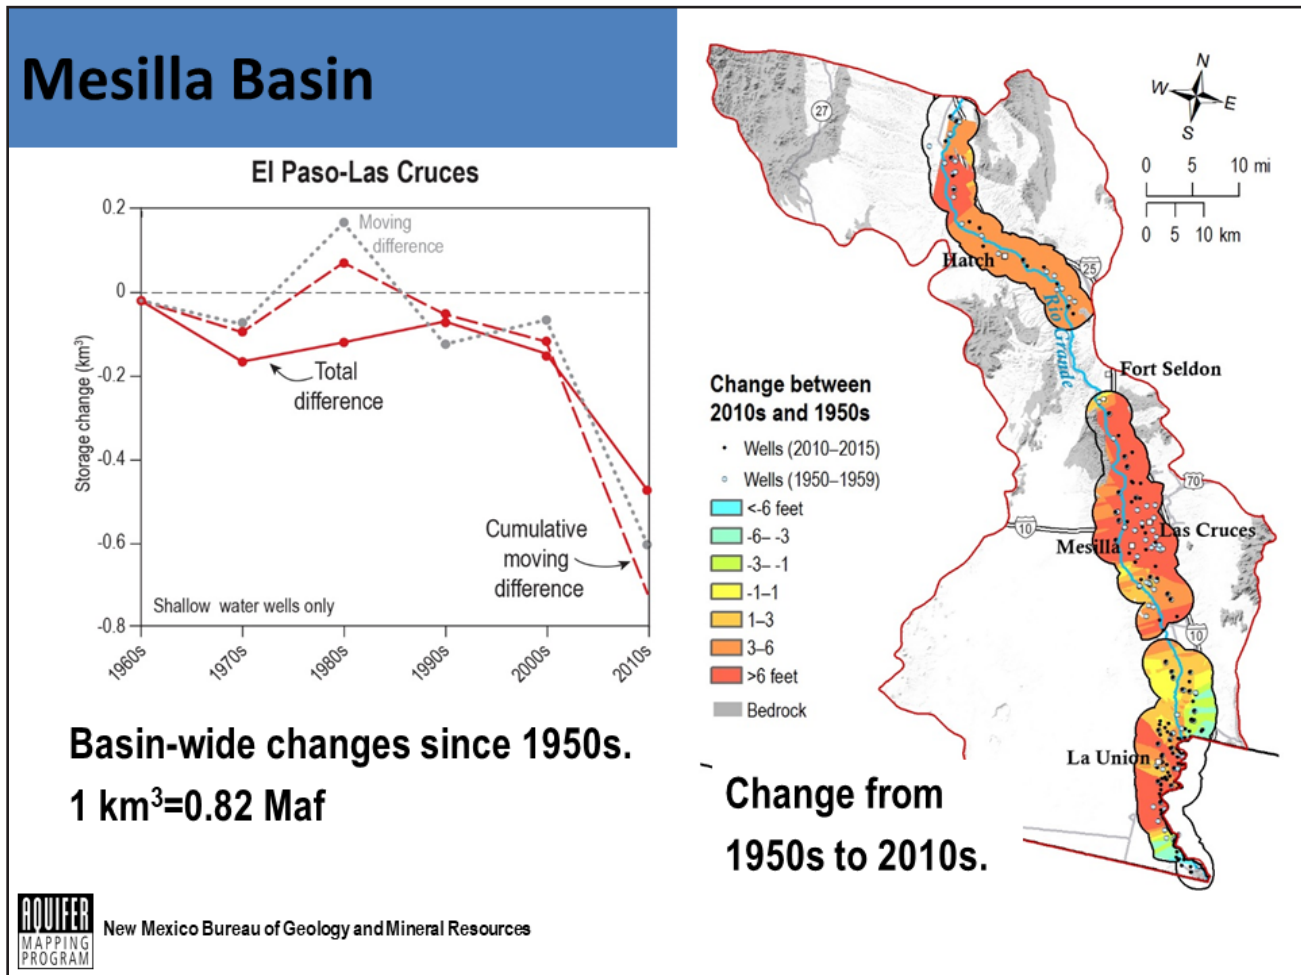 Mesilla Basin
El Paso-Las Cruces
Storage change (km³)
0.2
0
-0.2
-0.4
-0.6
-0.8
Moving
difference
Total
difference
Cumulative
moving
difference
Shallow water wells only
1960s
1970s
1980s
1990s
2000s
2010s
Basin-wide changes since 1950s.
1 km³=0.82 Maf
AQUIFER
MAPPING
PROGRAM
New Mexico Bureau of Geology and Mineral Resources
N
W
E
S
0 5 10 mi
0 5 10 km
27
Hatch
25
Rio Grande
Fort Seldon
70
10
Las Cruces
Mesilla
10
La Union
Change between
2010s and 1950s
Wells (2010–2015)
Wells (1950–1959)
<-6 feet
-6– -3
-3– -1
-1–1
1–3
3–6
>6 feet
Bedrock
Change from
1950s to 2010s.